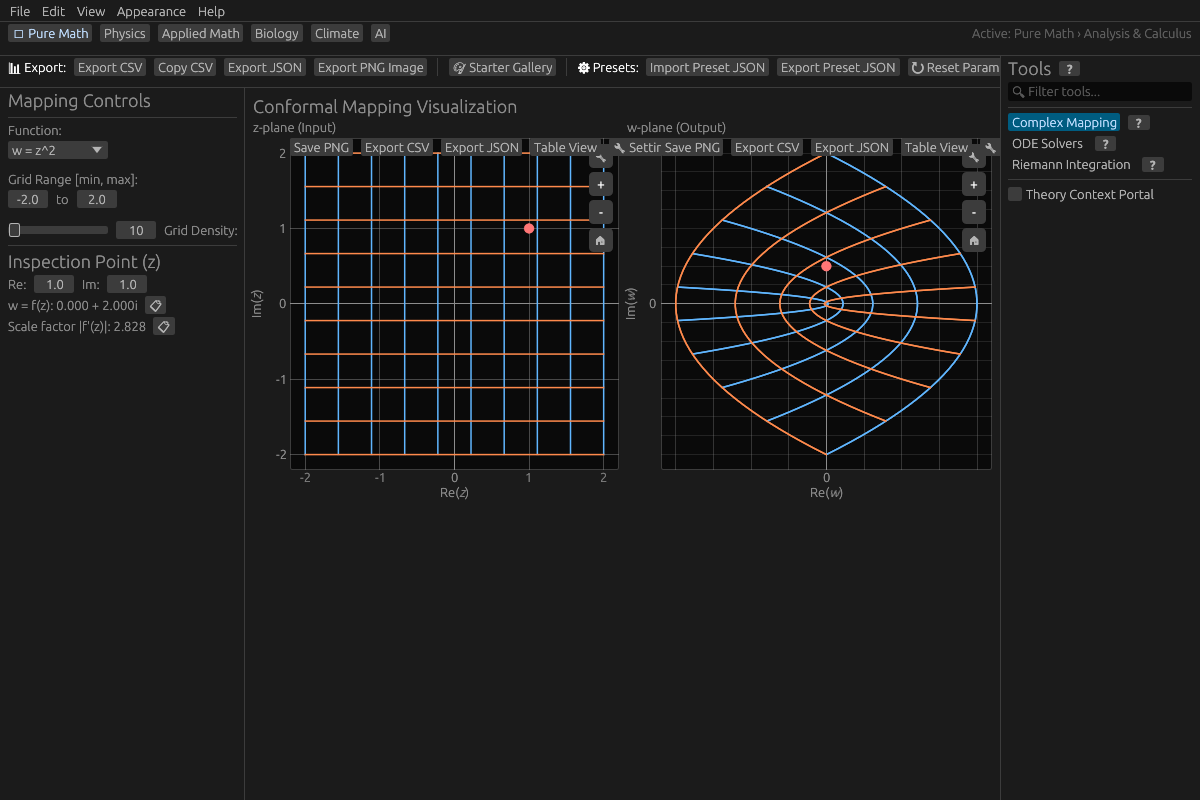 File Edit View Appearance Help
Pure Math Physics Applied Math Biology Climate AI Active: Pure Math › Analysis & Calculus
Export: Export CSV Copy CSV Export JSON Export PNG Image Starter Gallery Presets: Import Preset JSON Export Preset JSON Reset Param
Tools ?
Filter tools...
Complex Mapping ?
ODE Solvers ?
Riemann Integration ?
Theory Context Portal
Mapping Controls
Function:
w = z^2
Grid Range [min, max]:
-2.0 to 2.0
10 Grid Density:
Inspection Point (z)
Re: 1.0 Im: 1.0
w = f(z): 0.000 + 2.000i
Scale factor |f'(z)|: 2.828
Conformal Mapping Visualization
z-plane (Input)
Save PNG Export CSV Export JSON Table View Settir
+
-
2
1
0
-1
-2
Im(z)
-2 -1 0 1 2
Re(z)
w-plane (Output)
Save PNG Export CSV Export JSON Table View
+
-
0
Im(w)
0
Re(w)